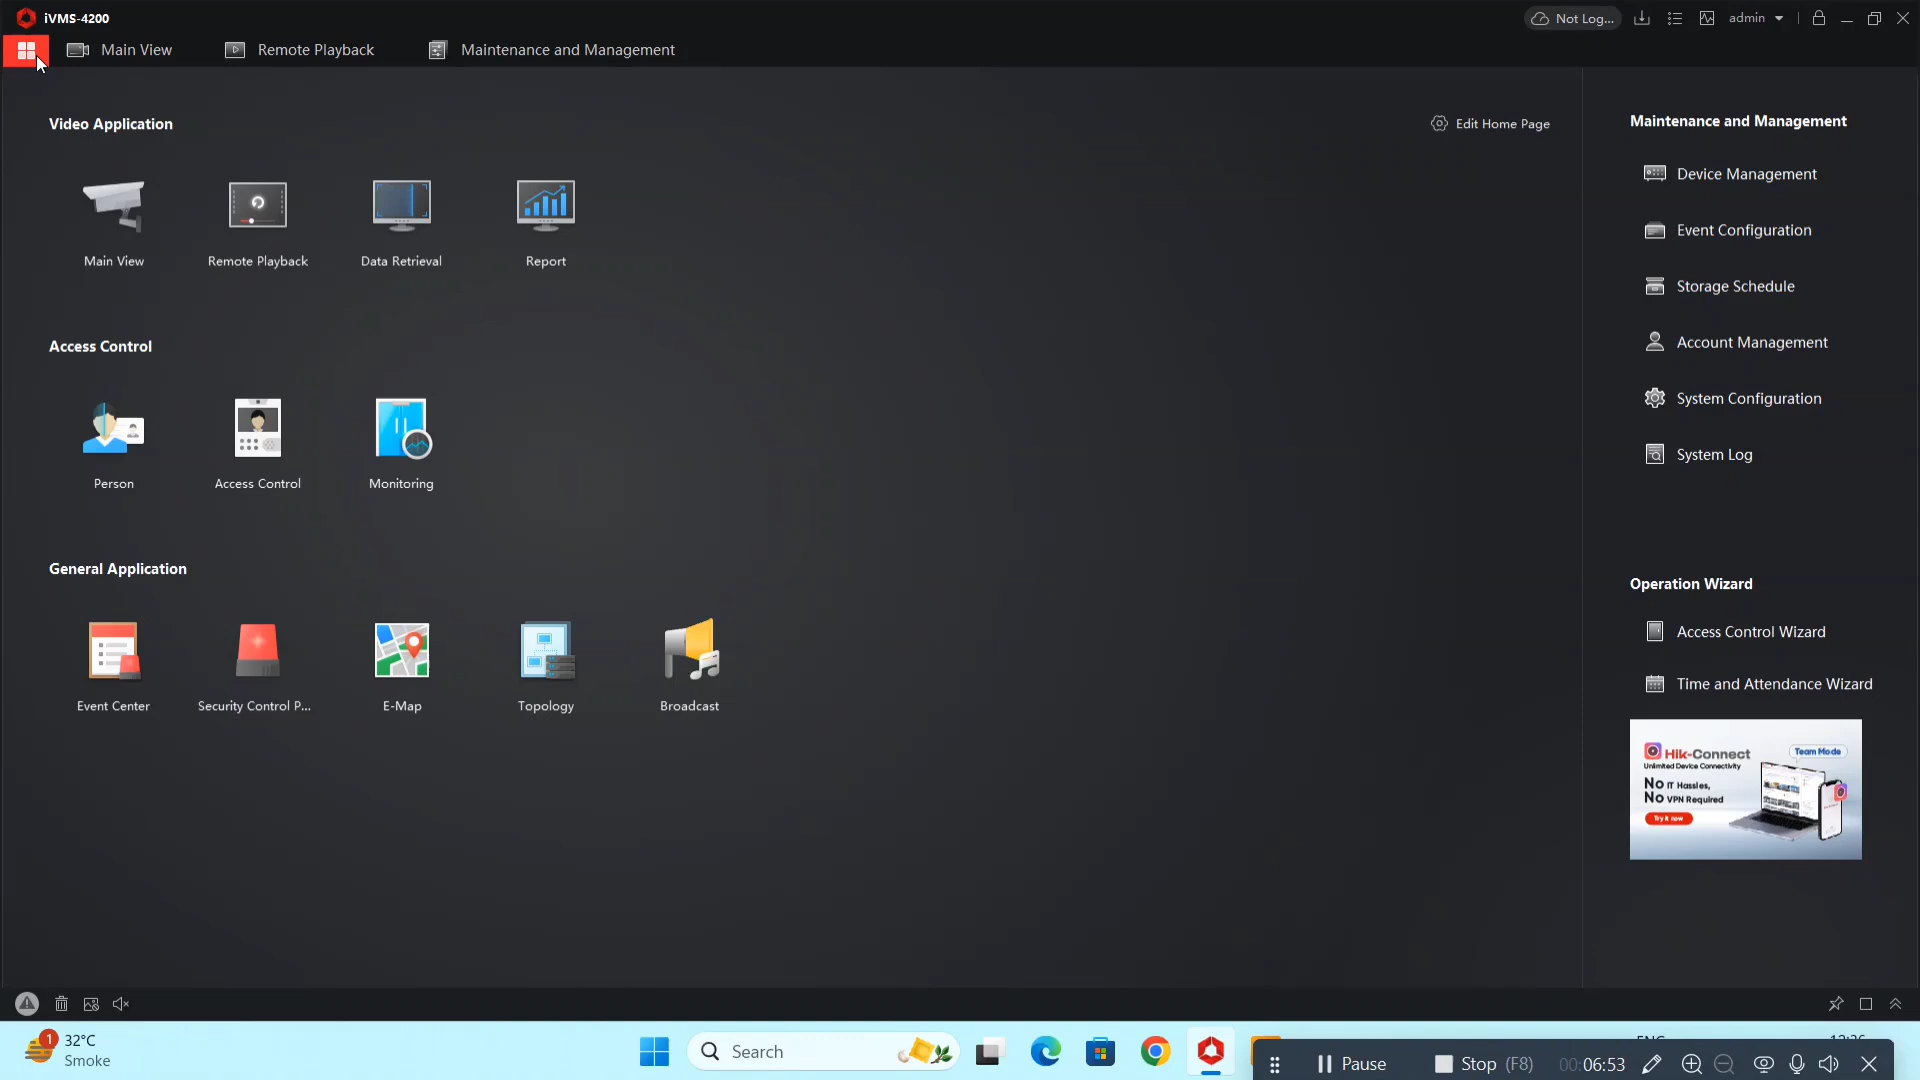 iVMS-4200
Not Log...
admin
Main View
Remote Playback
Maintenance and Management
Video Application
Edit Home Page
Main View
Remote Playback
Data Retrieval
Report
Access Control
Person
Access Control
Monitoring
General Application
Event Center
Security Control P...
E-Map
Topology
Broadcast
Maintenance and Management
Device Management
Event Configuration
Storage Schedule
Account Management
System Configuration
System Log
Operation Wizard
Access Control Wizard
Time and Attendance Wizard
Hik-Connect
Team Mode
Unlimited Device Connectivity
No IT Hassles,
No VPN Required
Try it now
1
32°C
Smoke
Search
Pause
Stop (F8)
00:06:53